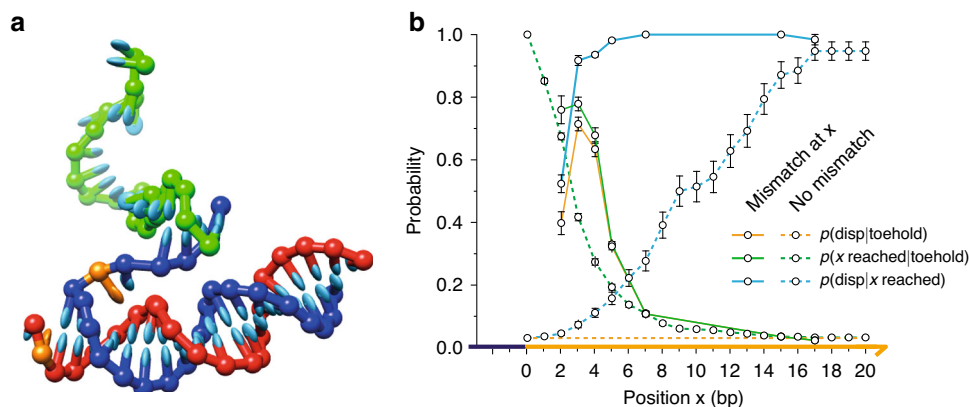 a
b
1.0
0.8
0.6
0.4
0.2
0.0
Probability
0 2 4 6 8 10 12 14 16 18 20
Position x (bp)
Mismatch at x
No mismatch
p(disp|toehold)
p(x reached|toehold)
p(disp|x reached)